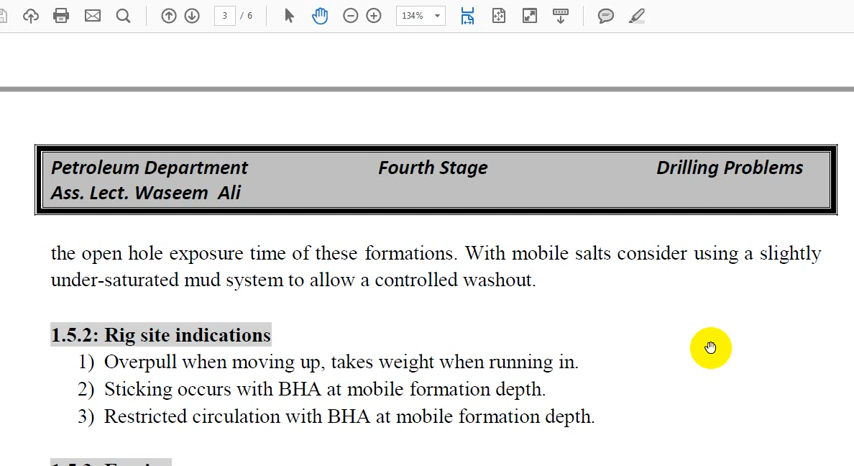 3 / 6
134%
Petroleum Department Fourth Stage Drilling Problems
Ass. Lect. Waseem Ali
the open hole exposure time of these formations. With mobile salts consider using a slightly
under-saturated mud system to allow a controlled washout.
1.5.2: Rig site indications
1) Overpull when moving up, takes weight when running in.
2) Sticking occurs with BHA at mobile formation depth.
3) Restricted circulation with BHA at mobile formation depth.